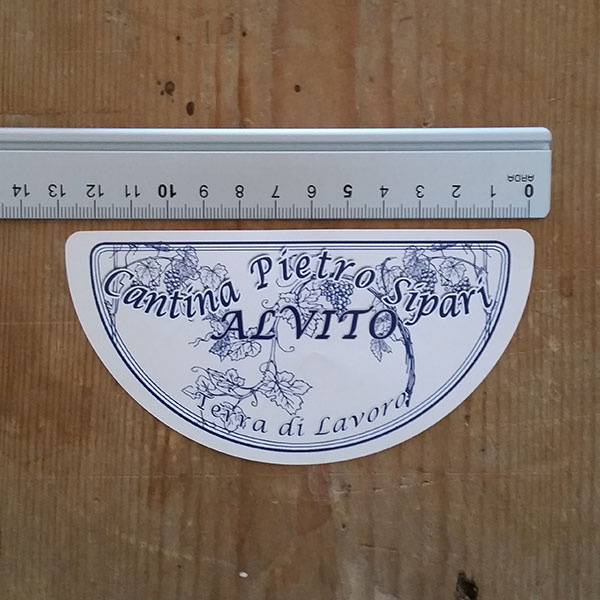 14 13 12 11 10 9 8 7 6 5 4 3 2 1 0
ARDA
Cantina Pietro Sipari
ALVITO
Terra di Lavoro